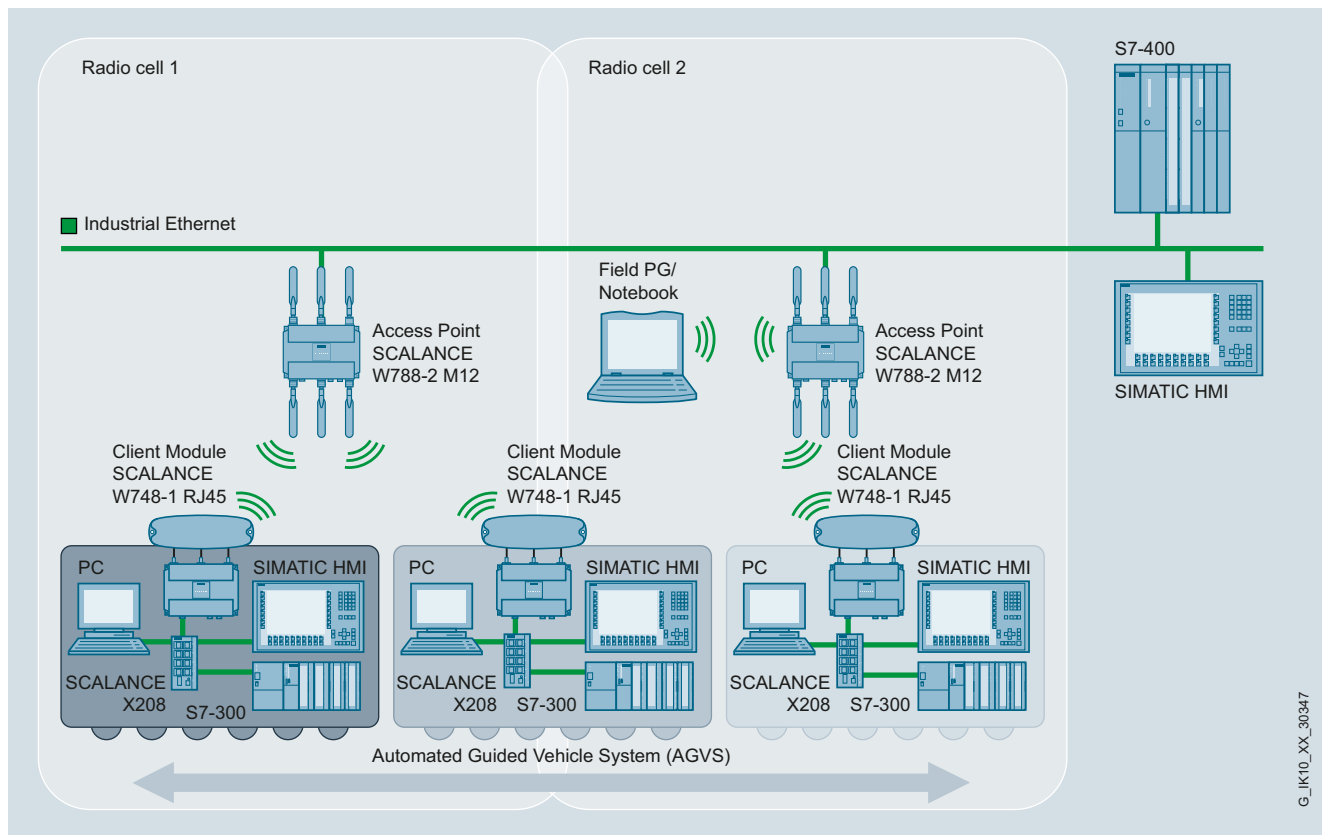 Radio cell 1
Radio cell 2
S7-400
Industrial Ethernet
Field PG/
Notebook
Access Point
SCALANCE
W788-2 M12
Access Point
SCALANCE
W788-2 M12
SIMATIC HMI
Client Module
SCALANCE
W748-1 RJ45
Client Module
SCALANCE
W748-1 RJ45
Client Module
SCALANCE
W748-1 RJ45
PC
SIMATIC HMI
SCALANCE
X208
S7-300
PC
SIMATIC HMI
SCALANCE
X208
S7-300
PC
SIMATIC HMI
SCALANCE
X208
S7-300
Automated Guided Vehicle System (AGVS)
G_IK10_XX_30347